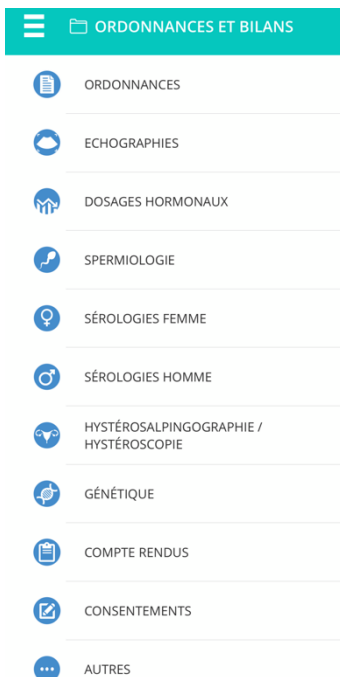 ORDONNANCES ET BILANS
ORDONNANCES
ECHOGRAPHIES
DOSAGES HORMONAUX
SPERMIOLOGIE
SÉROLOGIES FEMME
SÉROLOGIES HOMME
HYSTÉROSALPINGOGRAPHIE /
HYSTÉROSCOPIE
GÉNÉTIQUE
COMPTE RENDUS
CONSENTEMENTS
AUTRES